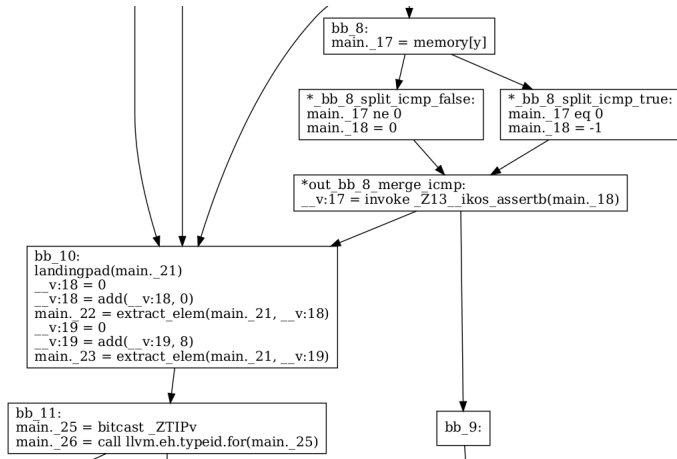 bb_8:
main._17 = memory[y]
*_bb_8_split_icmp_false:
main._17 ne 0
main._18 = 0
*_bb_8_split_icmp_true:
main._17 eq 0
main._18 = -1
*out_bb_8_merge_icmp:
__v:17 = invoke _Z13__ikos_assertb(main._18)
bb_10:
landingpad(main._21)
__v:18 = 0
__v:18 = add(__v:18, 0)
main._22 = extract_elem(main._21, __v:18)
__v:19 = 0
__v:19 = add(__v:19, 8)
main._23 = extract_elem(main._21, __v:19)
bb_11:
main._25 = bitcast _ZTIPv
main._26 = call llvm.eh.typeid.for(main._25)
bb_9: